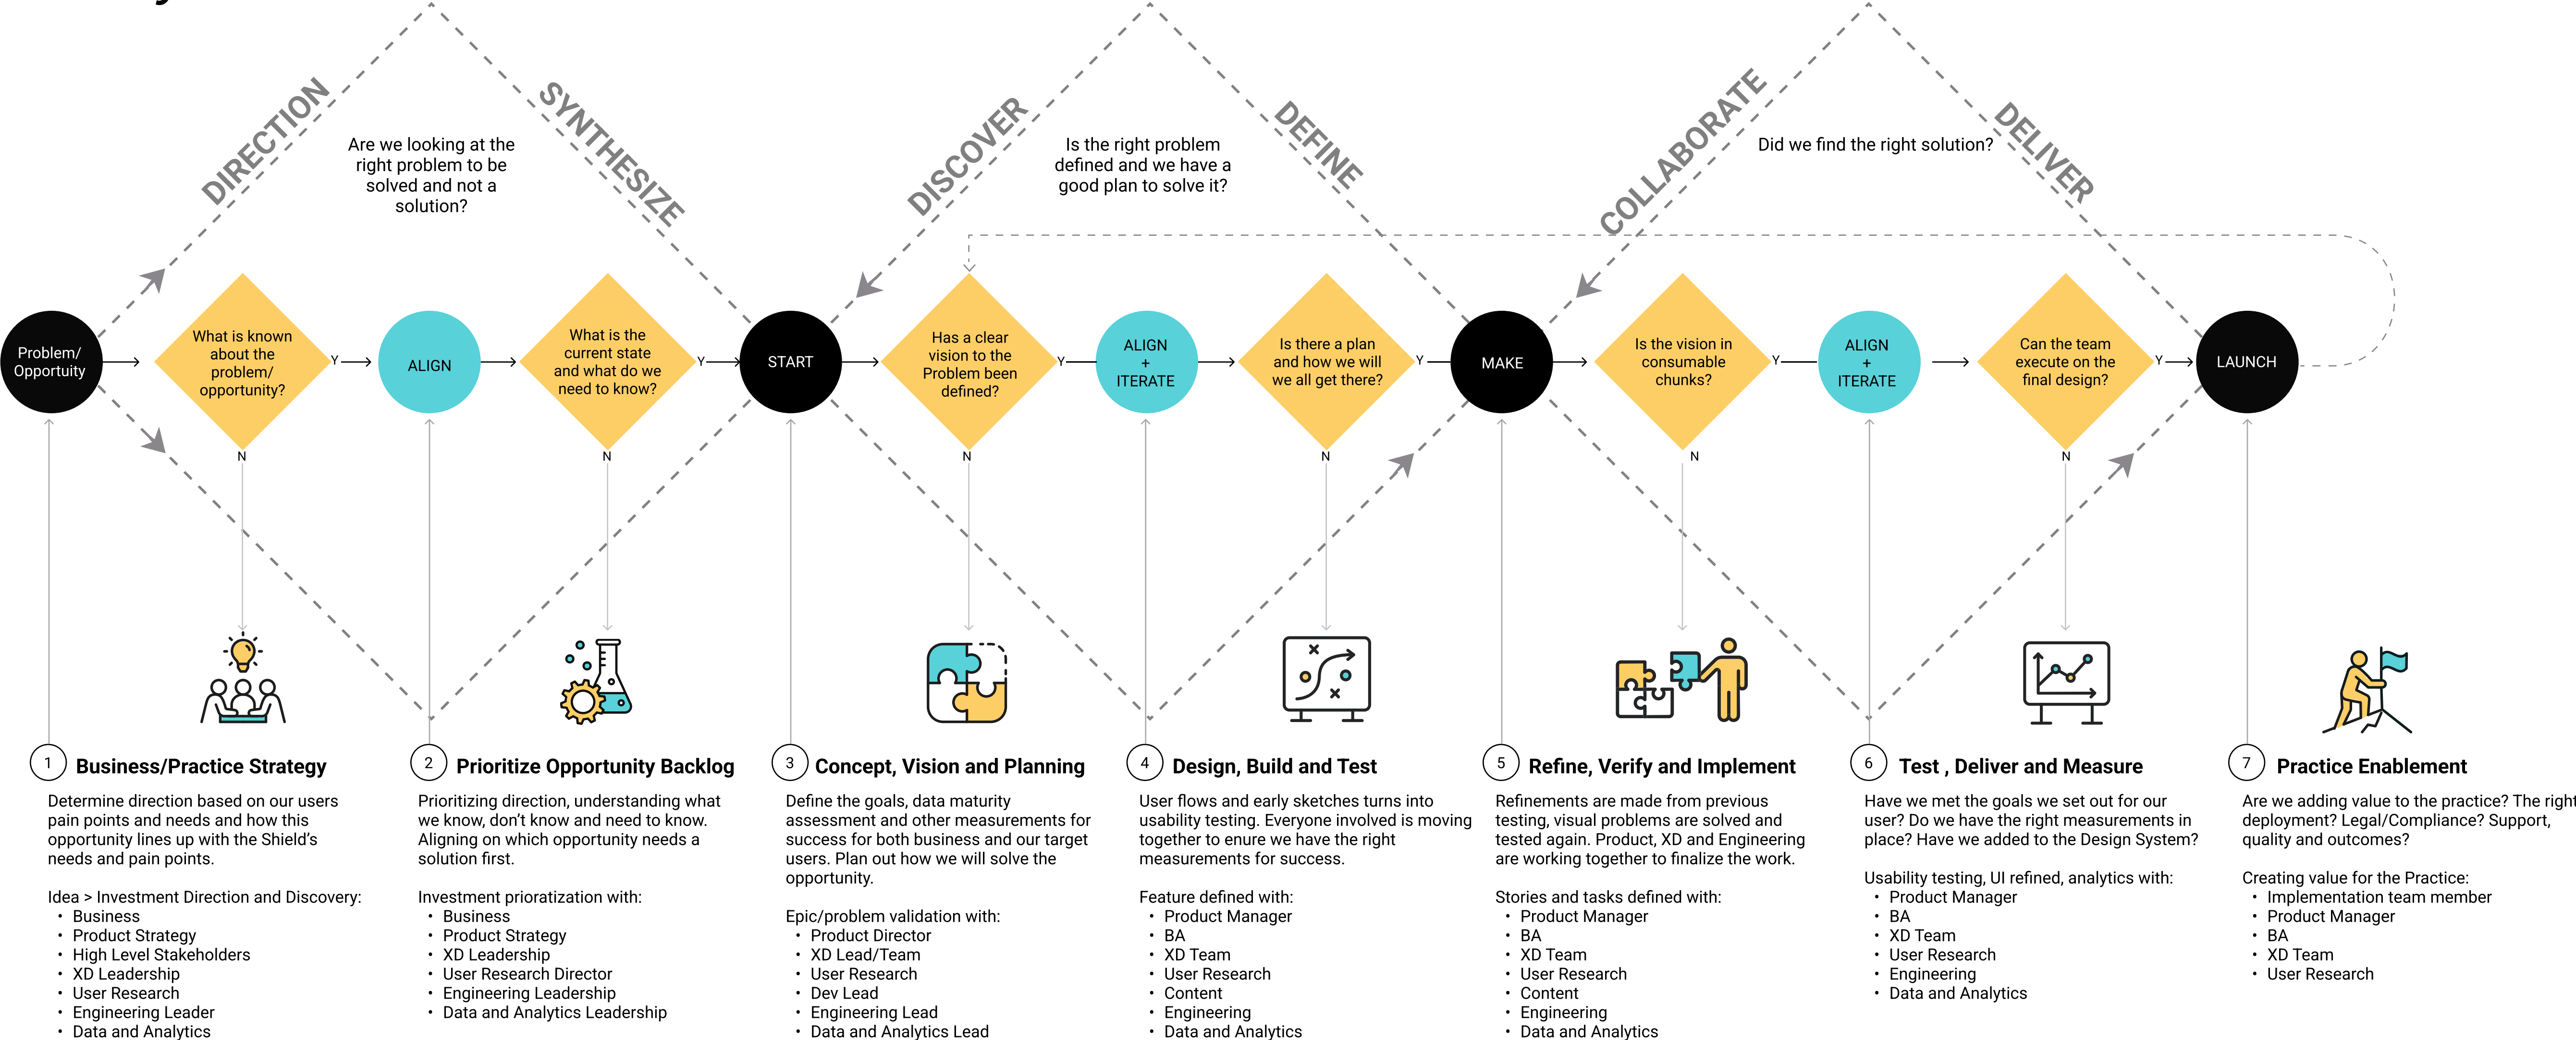 DIRECTION
SYNTHESIZE
DISCOVER
DEFINE
COLLABORATE
DELIVER
Are we looking at the
right problem to be
solved and not a
solution?
Is the right problem
defined and we have a
good plan to solve it?
Did we find the right solution?
Problem/
Opportuity
What is known
about the
problem/
opportunity?
Y
N
ALIGN
What is the
current state
and what do we
need to know?
Y
N
START
Has a clear
vision to the
Problem been
defined?
Y
N
ALIGN
+
ITERATE
Is there a plan
and how we will
we all get there?
Y
N
MAKE
Is the vision in
consumable
chunks?
Y
N
ALIGN
+
ITERATE
Can the team
execute on the
final design?
Y
N
LAUNCH
1 Business/Practice Strategy
Determine direction based on our users
pain points and needs and how this
opportunity lines up with the Shield's
needs and pain points.
Idea > Investment Direction and Discovery:
• Business
• Product Strategy
• High Level Stakeholders
• XD Leadership
• User Research
• Engineering Leader
• Data and Analytics
2 Prioritize Opportunity Backlog
Prioritizing direction, understanding what
we know, don't know and need to know.
Aligning on which opportunity needs a
solution first.
Investment prioratization with:
• Business
• Product Strategy
• XD Leadership
• User Research Director
• Engineering Leadership
• Data and Analytics Leadership
3 Concept, Vision and Planning
Define the goals, data maturity
assessment and other measurements for
success for both business and our target
users. Plan out how we will solve the
opportunity.
Epic/problem validation with:
• Product Director
• XD Lead/Team
• User Research
• Dev Lead
• Engineering Lead
• Data and Analytics Lead
4 Design, Build and Test
User flows and early sketches turns into
usability testing. Everyone involved is moving
together to enure we have the right
measurements for success.
Feature defined with:
• Product Manager
• BA
• XD Team
• User Research
• Content
• Engineering
• Data and Analytics
5 Refine, Verify and Implement
Refinements are made from previous
testing, visual problems are solved and
tested again. Product, XD and Engineering
are working together to finalize the work.
Stories and tasks defined with:
• Product Manager
• BA
• XD Team
• User Research
• Content
• Engineering
• Data and Analytics
6 Test , Deliver and Measure
Have we met the goals we set out for our
user? Do we have the right measurements in
place? Have we added to the Design System?
Usability testing, UI refined, analytics with:
• Product Manager
• BA
• XD Team
• User Research
• Engineering
• Data and Analytics
7 Practice Enablement
Are we adding value to the practice? The right
deployment? Legal/Compliance? Support,
quality and outcomes?
Creating value for the Practice:
• Implementation team member
• Product Manager
• BA
• XD Team
• User Research